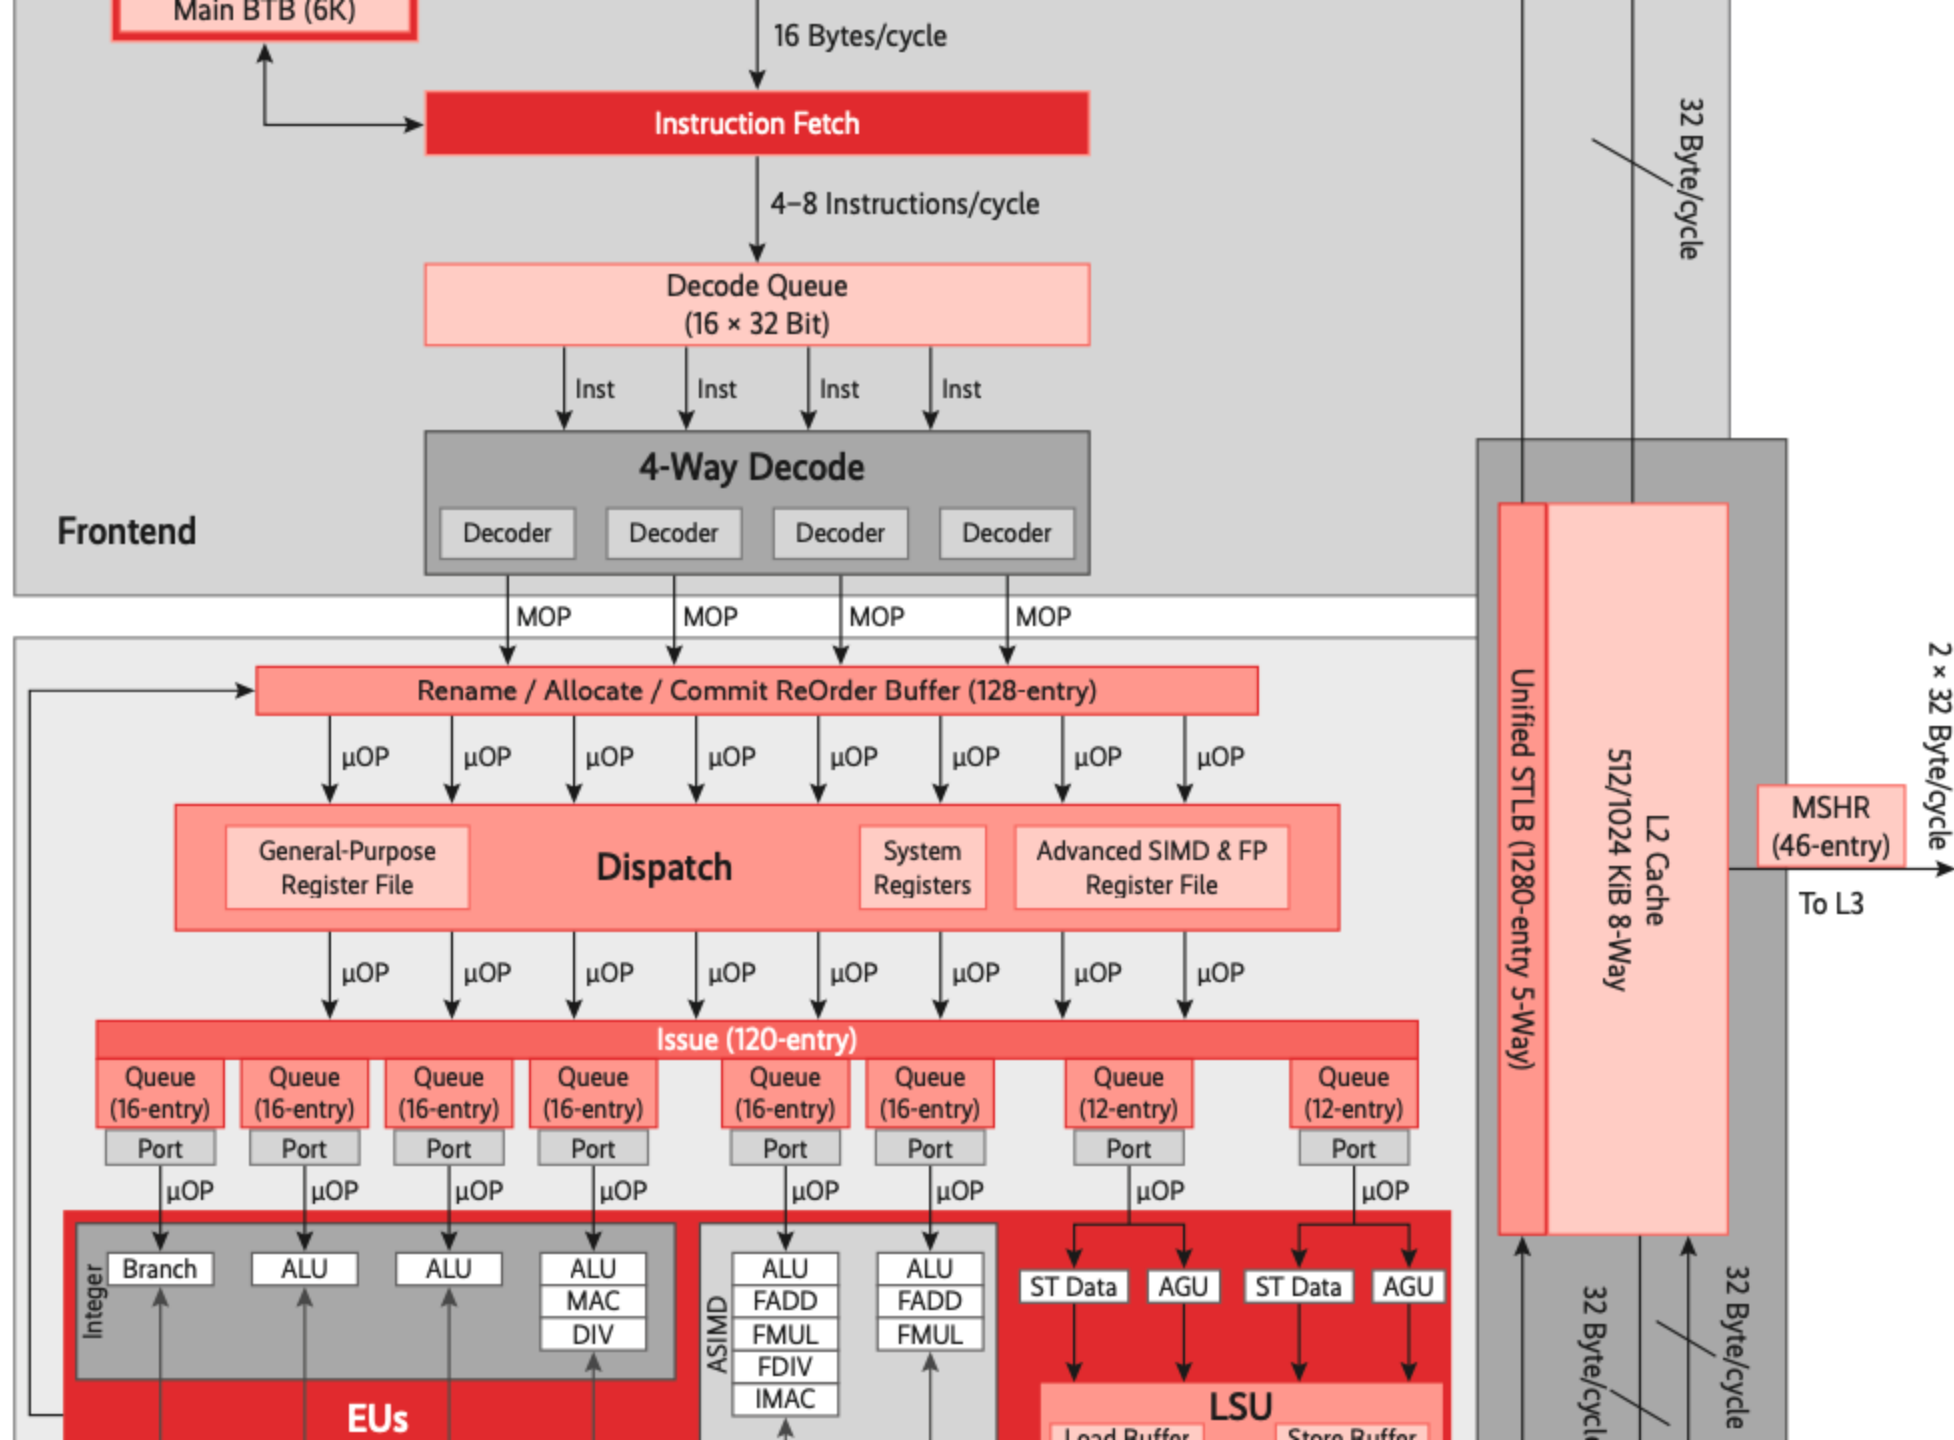 Main BTB (6K)
16 Bytes/cycle
Instruction Fetch
4–8 Instructions/cycle
Decode Queue
(16 × 32 Bit)
Inst
Inst
Inst
Inst
4-Way Decode
Decoder
Decoder
Decoder
Decoder
Frontend
MOP
MOP
MOP
MOP
Rename / Allocate / Commit ReOrder Buffer (128-entry)
µOP
µOP
µOP
µOP
µOP
µOP
µOP
µOP
General-Purpose
Register File
Dispatch
System
Registers
Advanced SIMD & FP
Register File
µOP
µOP
µOP
µOP
µOP
µOP
µOP
µOP
Issue (120-entry)
Queue
(16-entry)
Queue
(16-entry)
Queue
(16-entry)
Queue
(16-entry)
Queue
(16-entry)
Queue
(16-entry)
Queue
(12-entry)
Queue
(12-entry)
Port
Port
Port
Port
Port
Port
Port
Port
µOP
µOP
µOP
µOP
µOP
µOP
µOP
µOP
Integer
Branch
ALU
ALU
ALU
MAC
DIV
EUs
ASIMD
ALU
FADD
FMUL
FDIV
IMAC
ALU
FADD
FMUL
ST Data
AGU
ST Data
AGU
LSU
Load Buffer
Store Buffer
32 Byte/cycle
Unified STLB (1280-entry 5-Way)
L2 Cache
512/1024 KiB 8-Way
MSHR
(46-entry)
2 × 32 Byte/cycle
To L3
32 Byte/cycle
32 Byte/cycle